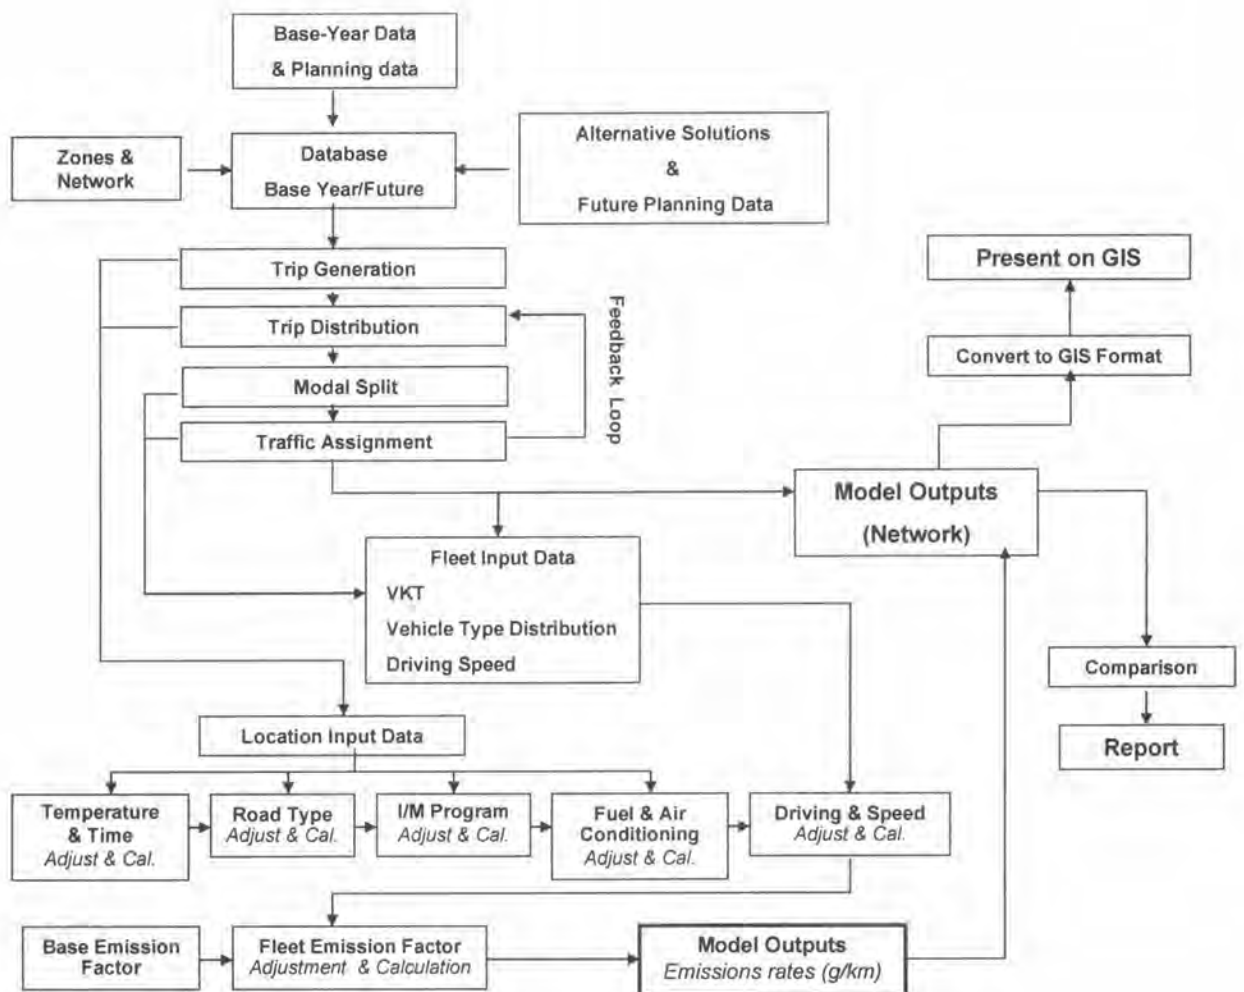 Base-Year Data
& Planning data
Zones &
Network
Database
Base Year/Future
Alternative Solutions
&
Future Planning Data
Trip Generation
Trip Distribution
Modal Split
Traffic Assignment
Feedback Loop
Present on GIS
Convert to GIS Format
Model Outputs
(Network)
Fleet Input Data
VKT
Vehicle Type Distribution
Driving Speed
Comparison
Report
Location Input Data
Temperature
& Time
Adjust & Cal.
Road Type
Adjust & Cal.
I/M Program
Adjust & Cal.
Fuel & Air
Conditioning
Adjust & Cal.
Driving & Speed
Adjust & Cal.
Base Emission
Factor
Fleet Emission Factor
Adjustment & Calculation
Model Outputs
Emissions rates (g/km)